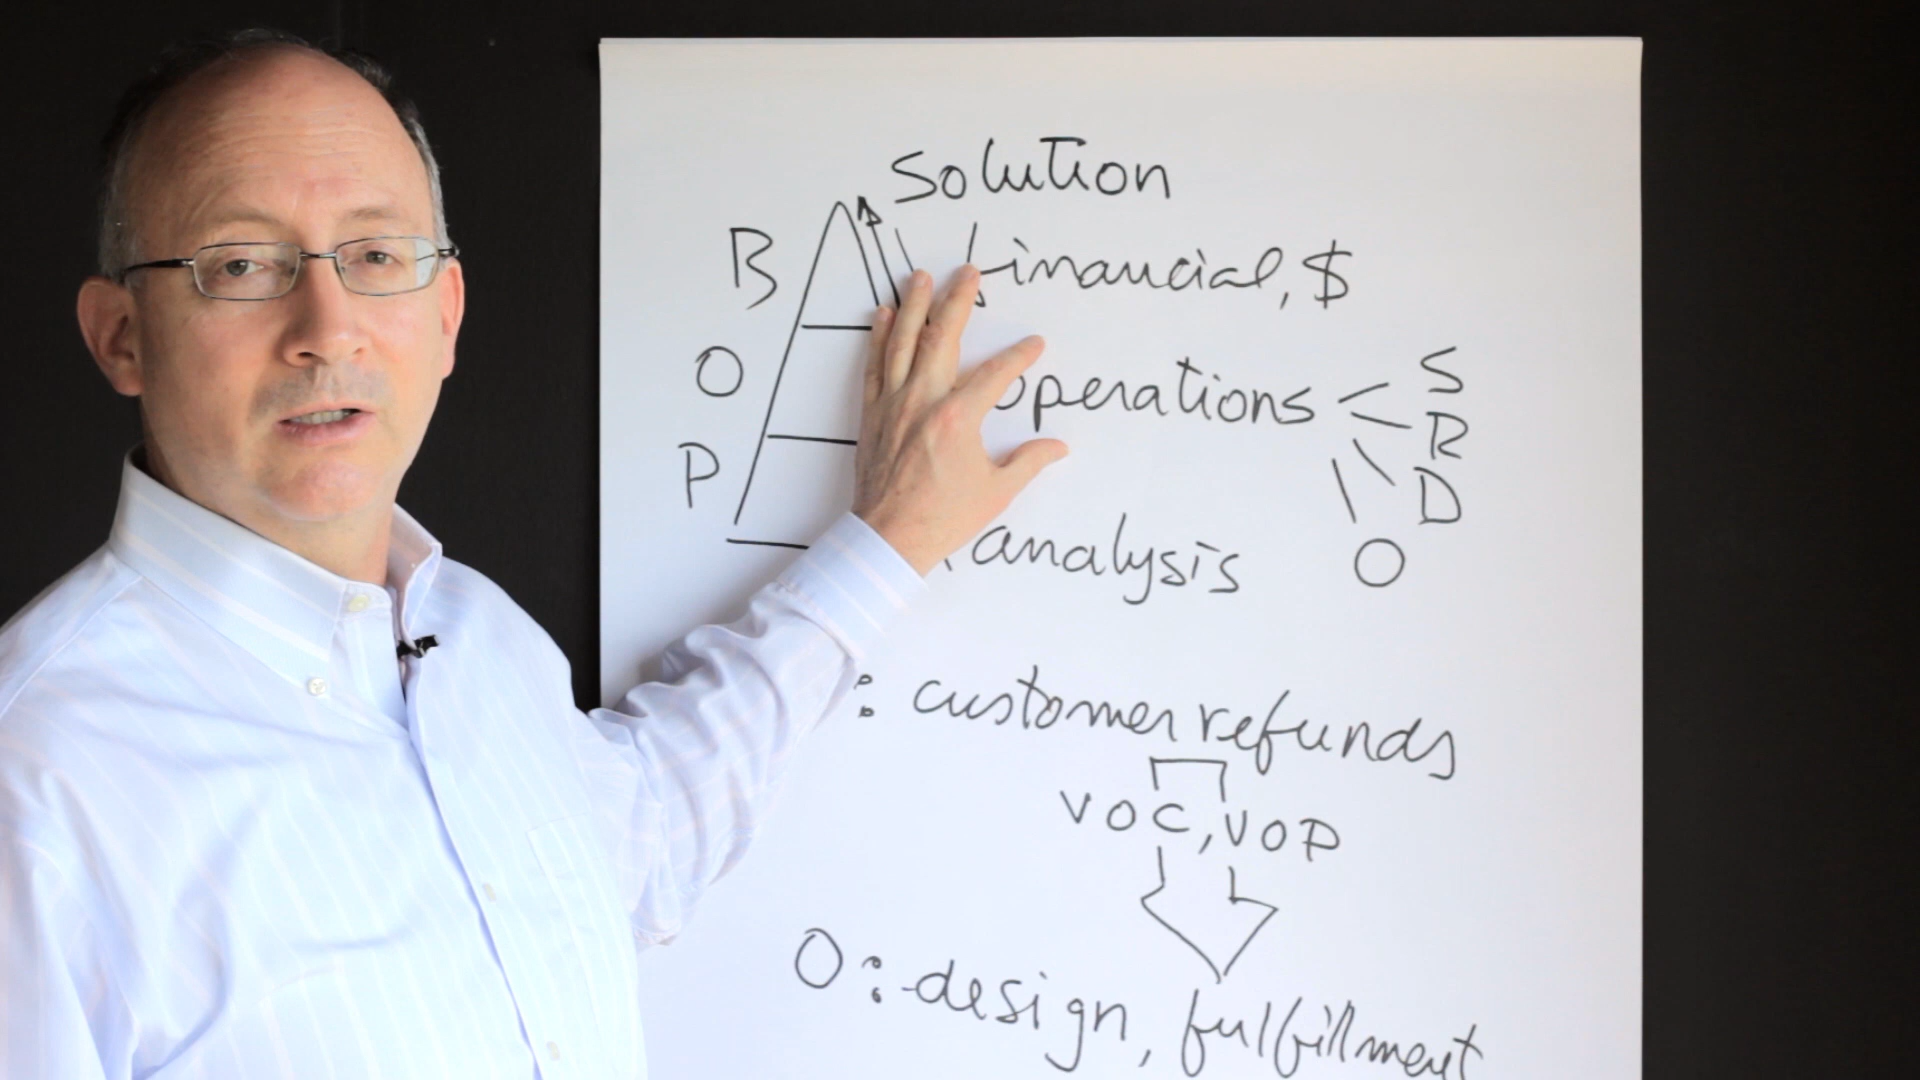 Solution
B financial, $
O operations S
R
P D
analysis O
: customer refunds
VOC, VOP
O: design, fulfillment